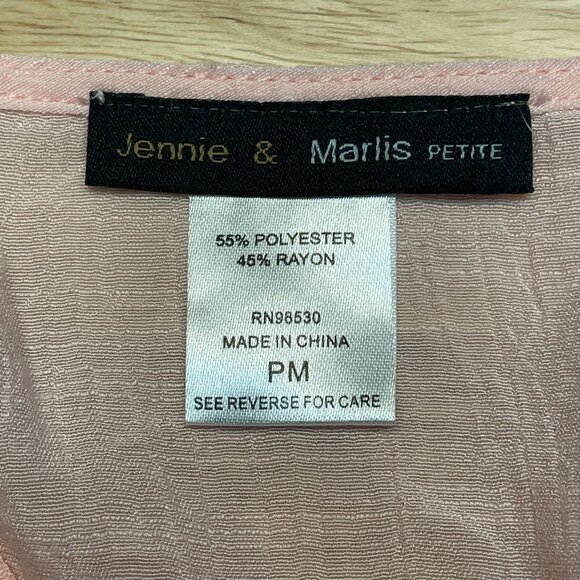 Jennie & Marlis PETITE
55% POLYESTER
45% RAYON
RN98530
MADE IN CHINA
PM
SEE REVERSE FOR CARE